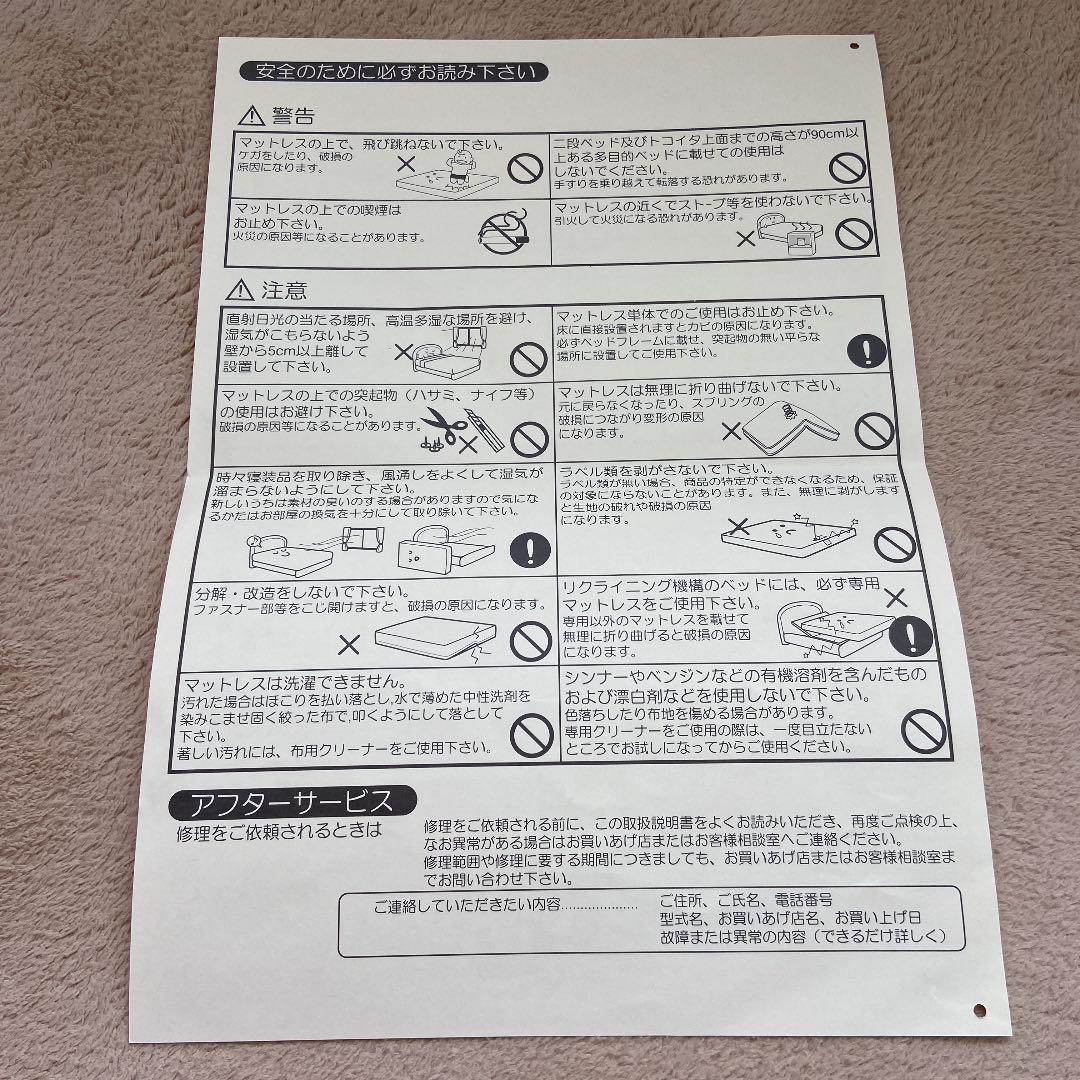 安全のために必ずお読み下さい
警告
マットレスの上で、飛び跳ねないで下さい。
ケガをしたり、破損の
原因になります。
二段ベッド及びトコイタ上面までの高さが90cm以
上ある多目的ベッドに載せての使用は
しないでください。
手すりを乗り越えて転落する恐れがあります。
マットレスの上での喫煙は
お止め下さい。
火災の原因等になることがあります。
マットレスの近くでストーブ等を使わないで下さい。
引火して火災になる恐れがあります。
注意
直射日光の当たる場所、高温多湿な場所を避け、
湿気がこもらないよう
壁から5cm以上離して
設置して下さい。
マットレス単体でのご使用はお止め下さい。
床に直接設置されますとカビの原因になります。
必ずベッドフレームに載せ、突起物の無い平らな
場所に設置してご使用下さい。
マットレスの上での突起物（ハサミ、ナイフ等）
の使用はお避け下さい。
破損の原因等になることがあります。
マットレスは無理に折り曲げないで下さい。
元に戻らなくなったり、スプリングの
破損につながり変形の原因
になります。
時々寝装品を取り除き、風通しをよくして湿気が
溜まらないようにして下さい。
新しいうちは素材の臭いのする場合がありますので気にな
るかたはお部屋の換気を十分にして取り除いて下さい。
ラベル類を剥がさないで下さい。
ラベル類が無い場合、商品の特定ができなくなるため、保証
の対象にならないことがあります。また、無理に剥がします
と生地の破れや破損の原因
になります。
分解・改造をしないで下さい。
ファスナー部等をこじ開けますと、破損の原因になります。
リクライニング機構のベッドには、必ず専用
マットレスをご使用下さい。
専用以外のマットレスを載せて
無理に折り曲げると破損の原因
になります。
マットレスは洗濯できません。
汚れた場合はほこりを払い落とし,水で薄めた中性洗剤を
染みこませ固く絞った布で,叩くようにして落として
下さい。
著しい汚れには、布用クリーナーをご使用下さい。
シンナーやベンジンなどの有機溶剤を含んだもの
および漂白剤などを使用しないで下さい。
色落ちしたり布地を傷める場合があります。
専用クリーナーをご使用の際は、一度目立たない
ところでお試しになってからご使用ください。
アフターサービス
修理をご依頼されるときは
修理をご依頼される前に、この取扱説明書をよくお読みいただき、再度ご点検の上、
なお異常がある場合はお買いあげ店またはお客様相談室へご連絡ください。
修理範囲や修理に要する期間につきましても、お買いあげ店またはお客様相談室ま
でお問い合わせ下さい。
ご連絡していただきたい内容....................
ご住所、ご氏名、電話番号
型式名、お買いあげ店名、お買い上げ日
故障または異常の内容（できるだけ詳しく）